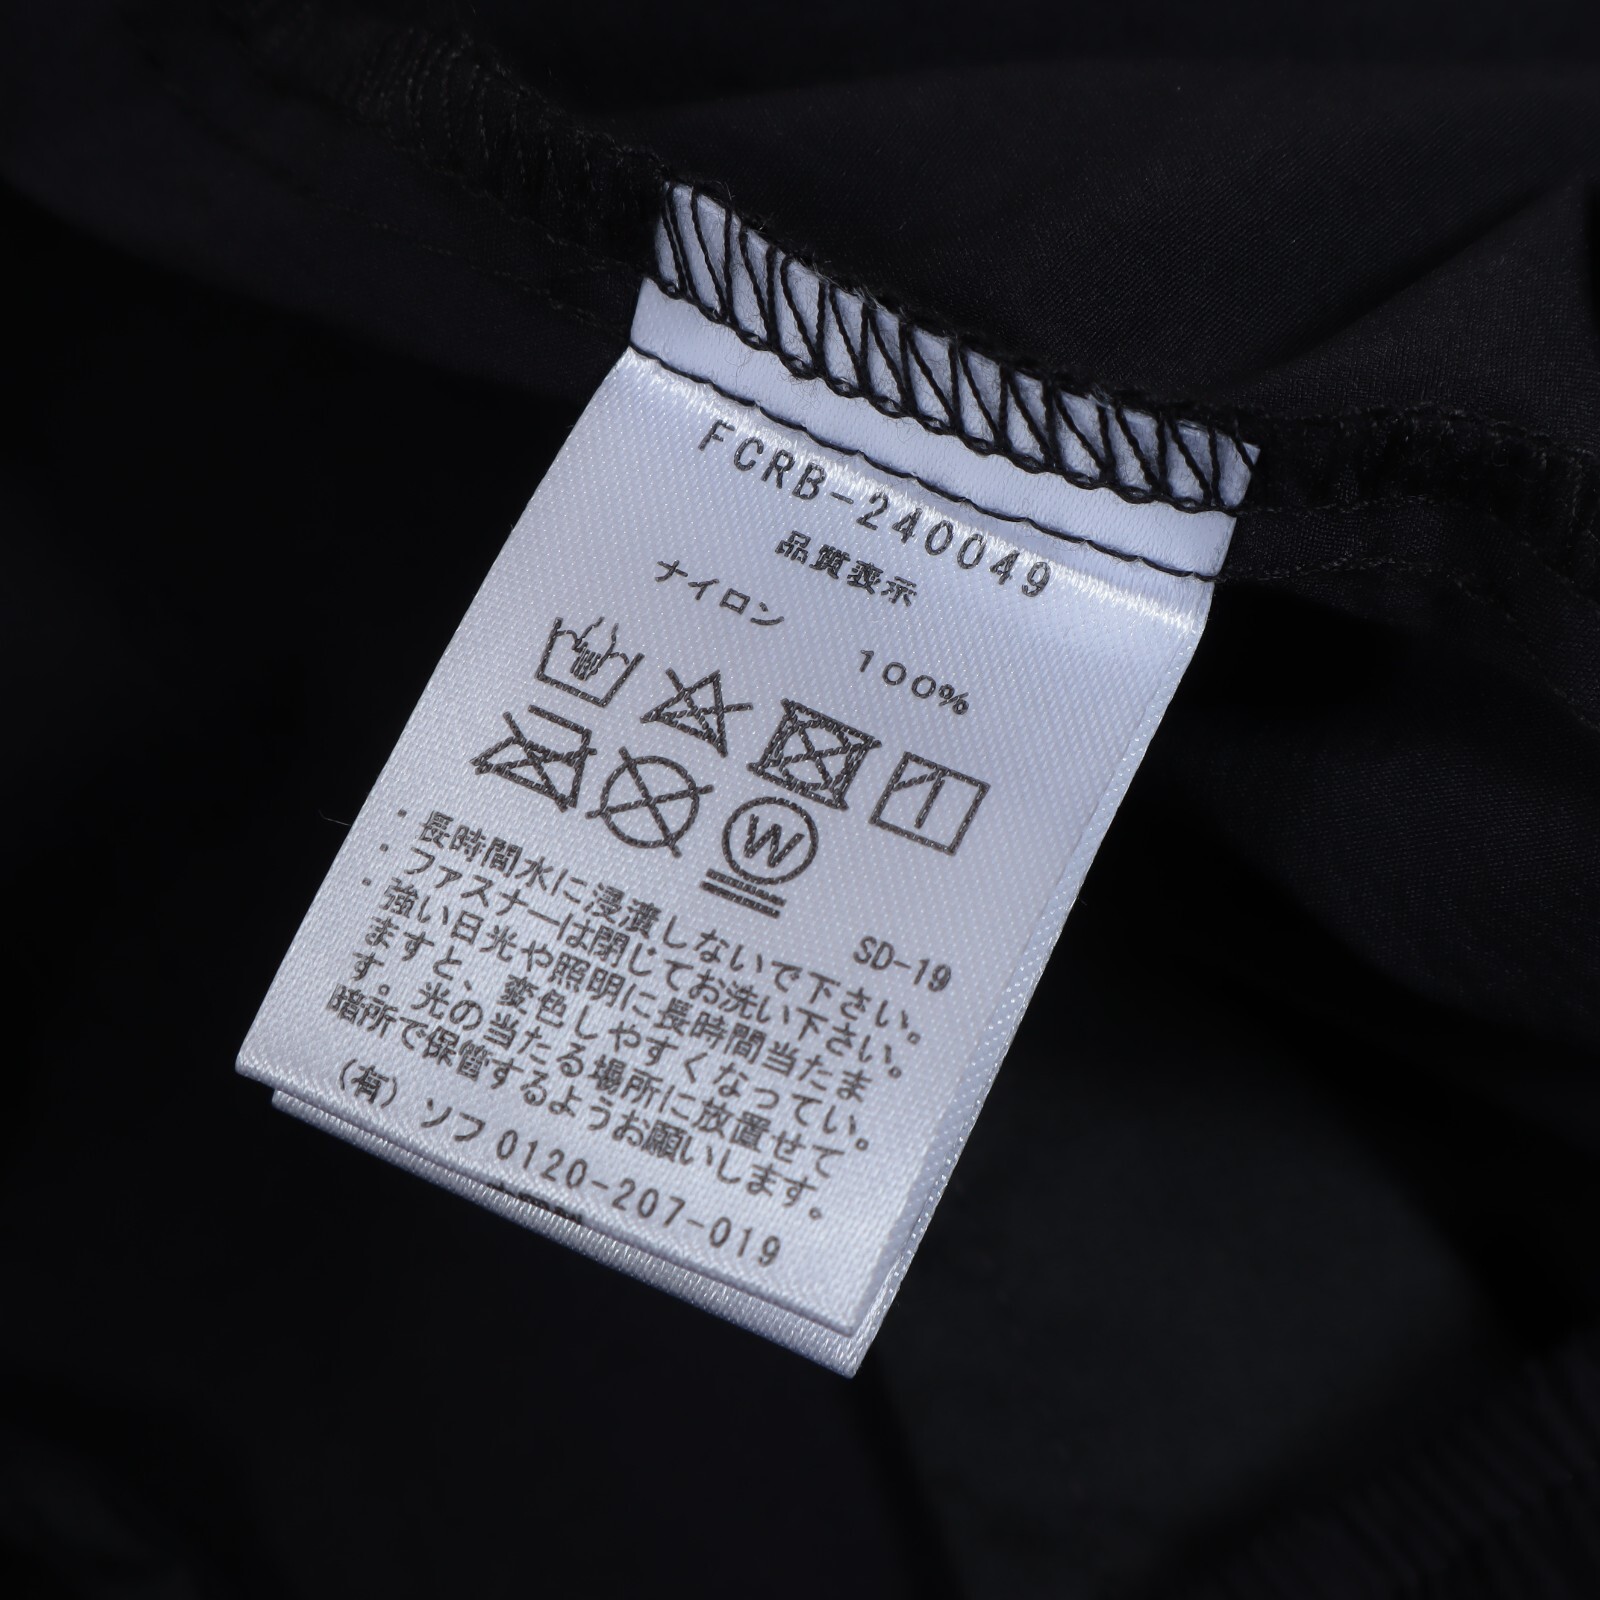 FCRB-240049
品質表示
ナイロン 100%
W
SD-19
・長時間水に浸漬しないで下さい。
・ファスナーは閉じてお洗い下さい。
・強い日光や照明に長時間当たま
ますと、変色しやすくなってい。
す。光の当たる場所に放置せて
暗所で保管するようお願いします。
(有)ソフ 0120-207-019